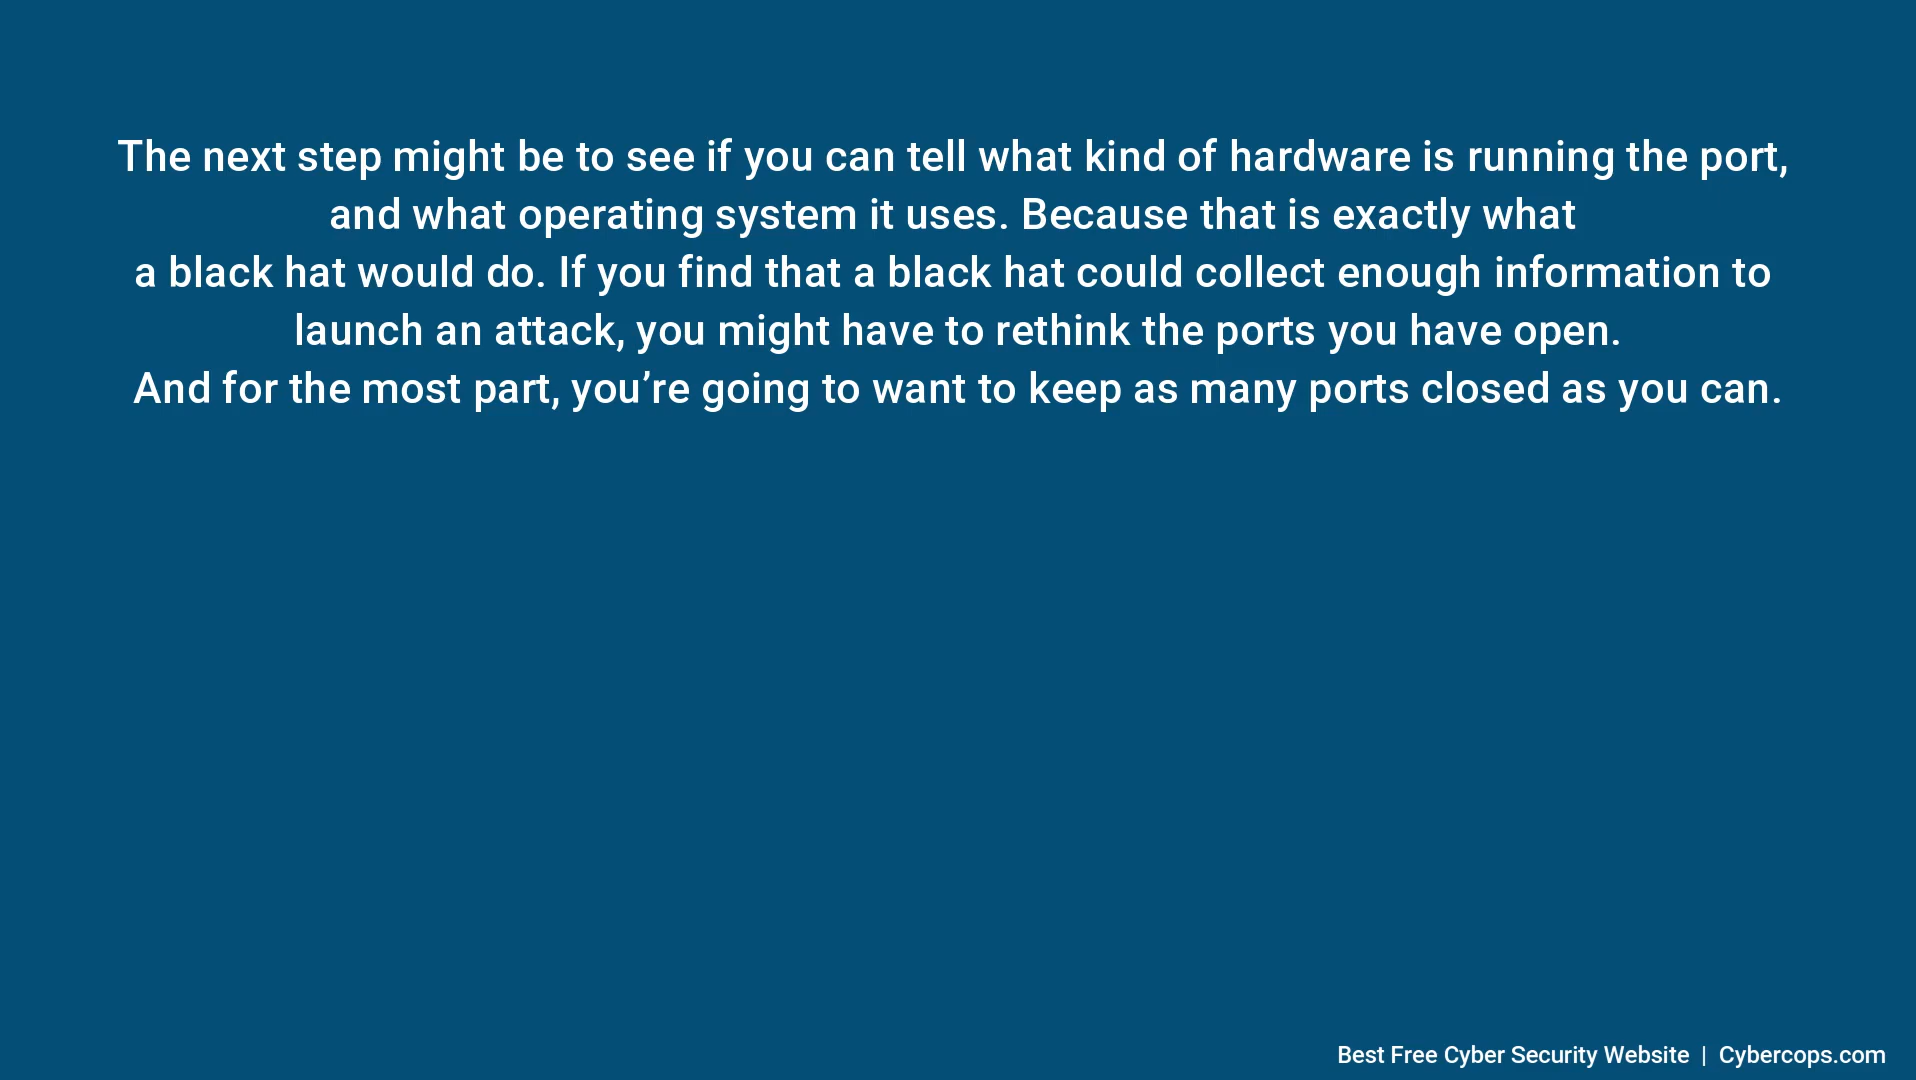 The next step might be to see if you can tell what kind of hardware is running the port,
and what operating system it uses. Because that is exactly what
a black hat would do. If you find that a black hat could collect enough information to
launch an attack, you might have to rethink the ports you have open.
And for the most part, you’re going to want to keep as many ports closed as you can.
Best Free Cyber Security Website | Cybercops.com